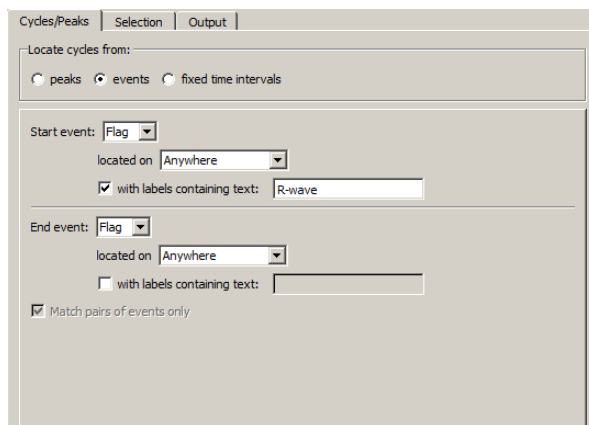 Cycles/Peaks Selection Output
Locate cycles from:
peaks events fixed time intervals
Start event: Flag
located on Anywhere
with labels containing text: R-wave
End event: Flag
located on Anywhere
with labels containing text:
Match pairs of events only